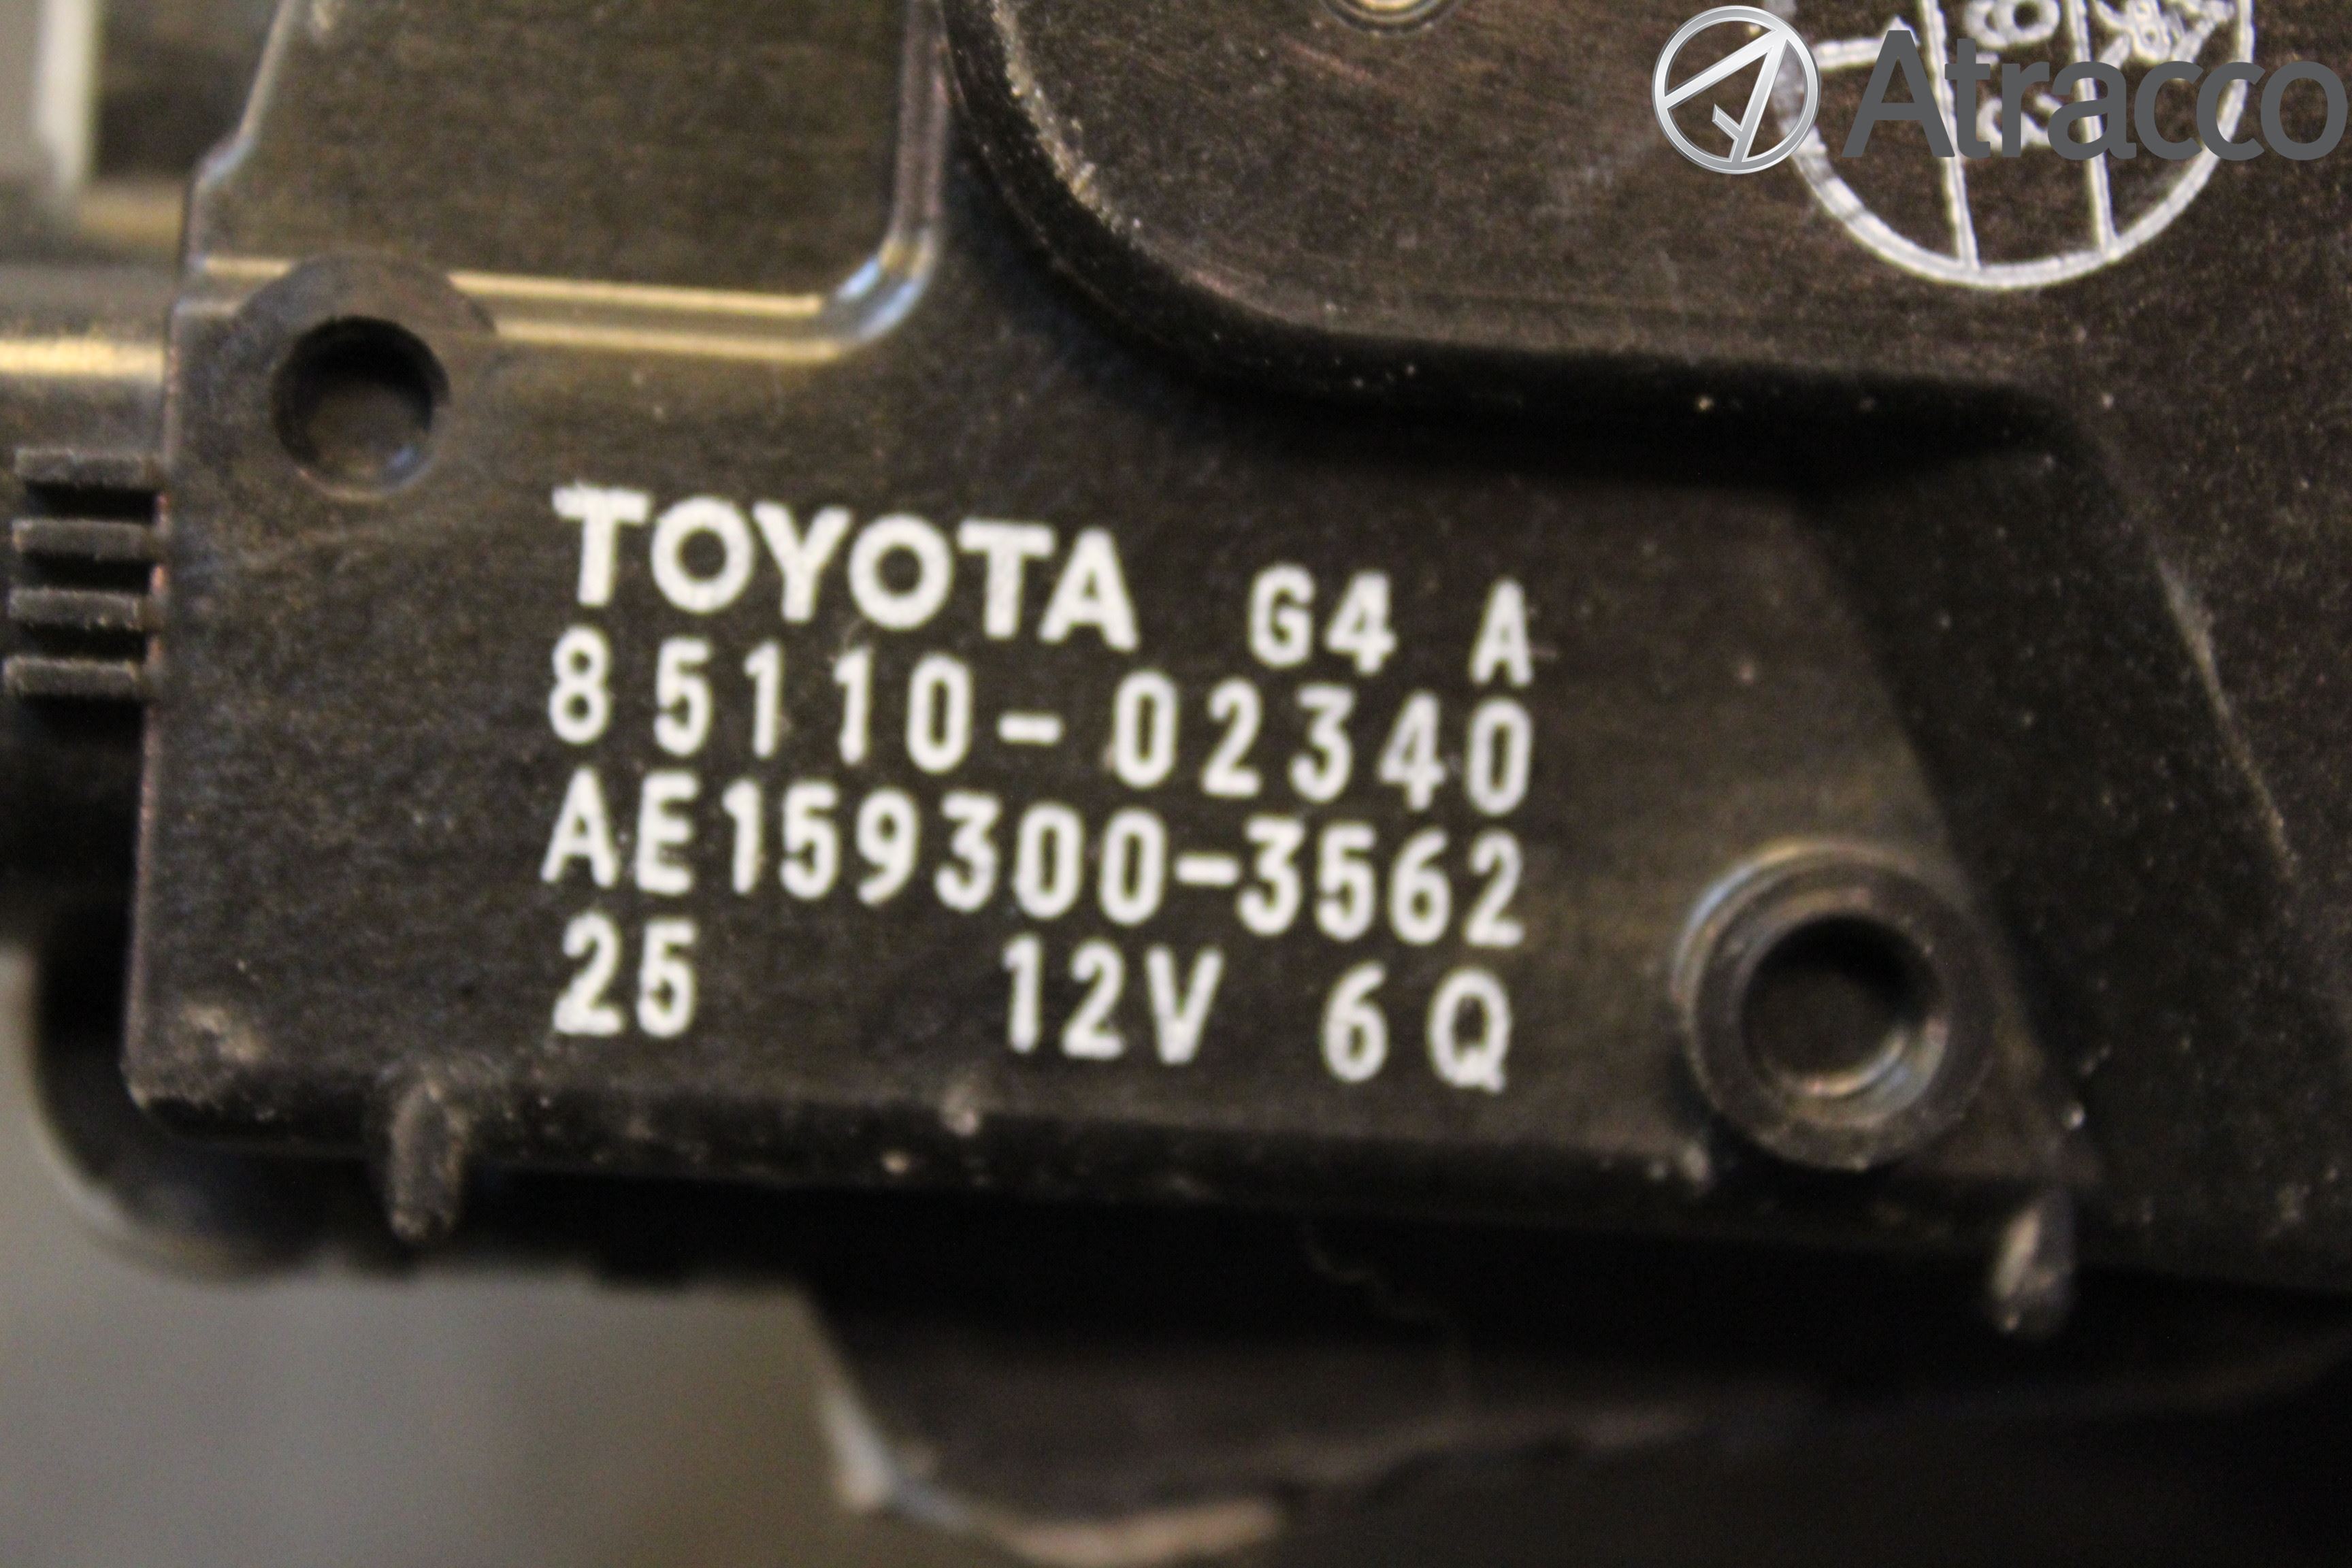 Atracco
TOYOTA G4 A
85110-02340
AE159300-3562
25 12V 6Q